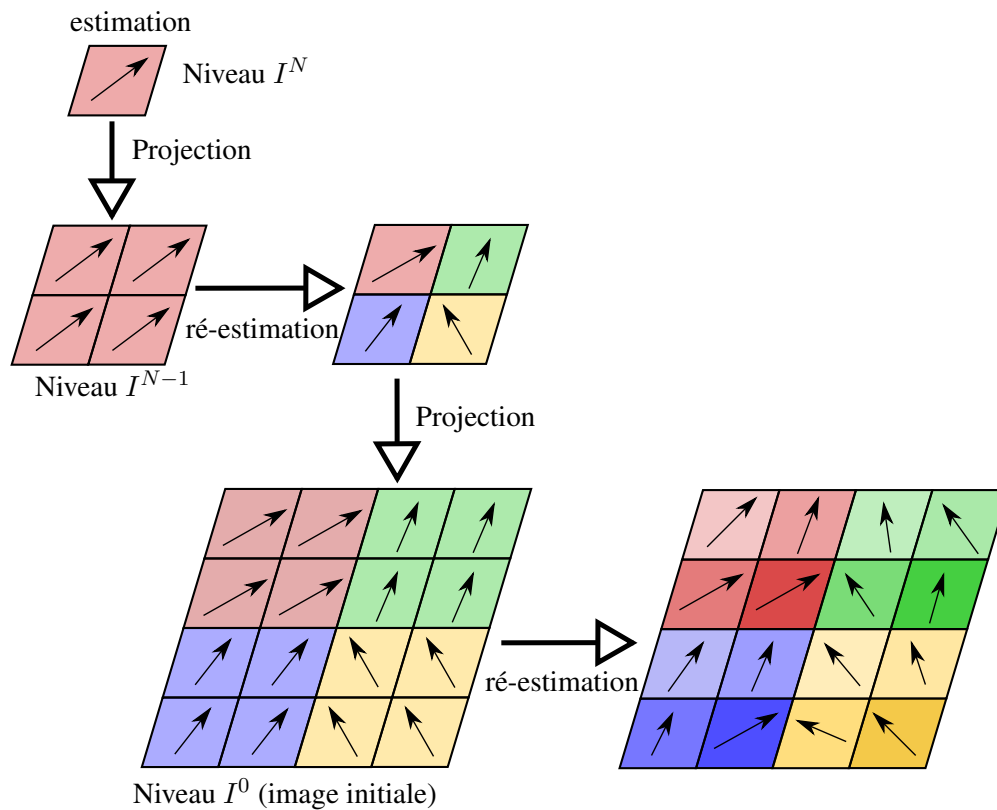 estimation
Niveau $I^N$
Projection
ré-estimation
Niveau $I^{N-1}$
Projection
ré-estimation
Niveau $I^0$ (image initiale)